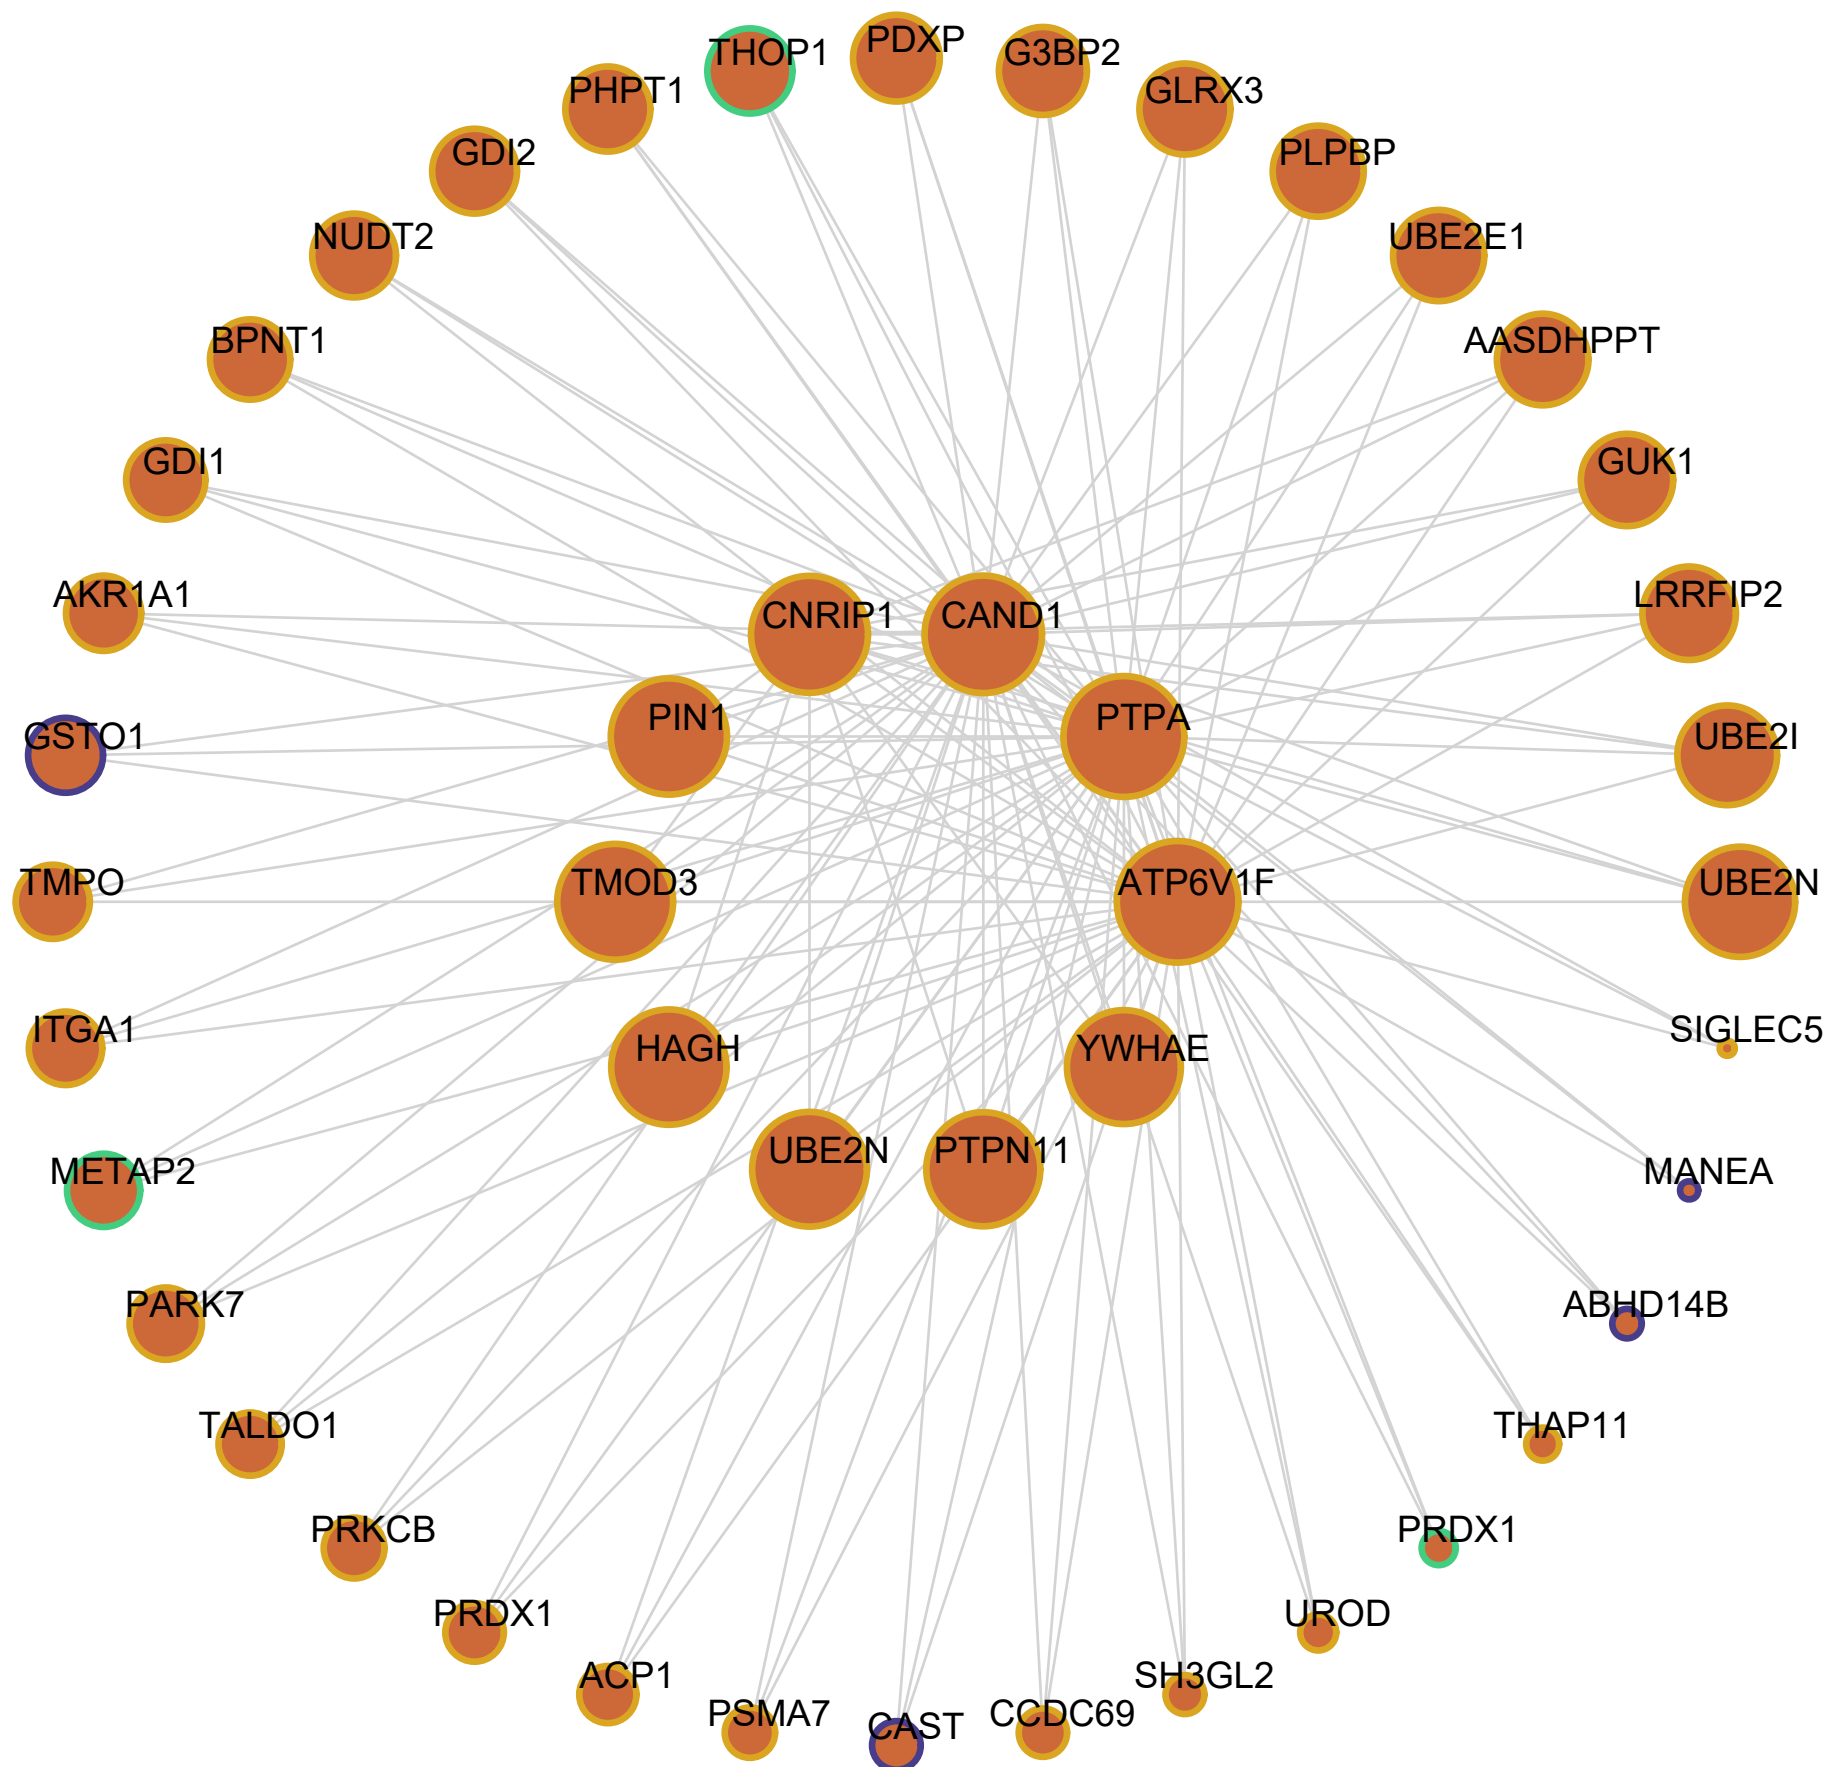 PDXP
THOP1
G3BP2
PHPT1
GLRX3
GDI2
PLPBP
NUDT2
UBE2E1
BPNT1
AASDHPPT
GDI1
GUK1
AKR1A1
LRRFIP2
CNRIP1
CAND1
PIN1
PTPA
GSTO1
UBE2I
TMPO
TMOD3
ATP6V1F
UBE2N
ITGA1
SIGLEC5
HAGH
YWHAE
UBE2N
PTPN11
METAP2
MANEA
PARK7
ABHD14B
TALDO1
THAP11
PRKCB
PRDX1
PRDX1
UROD
ACP1
SH3GL2
PSMA7
CCDC69
CAST